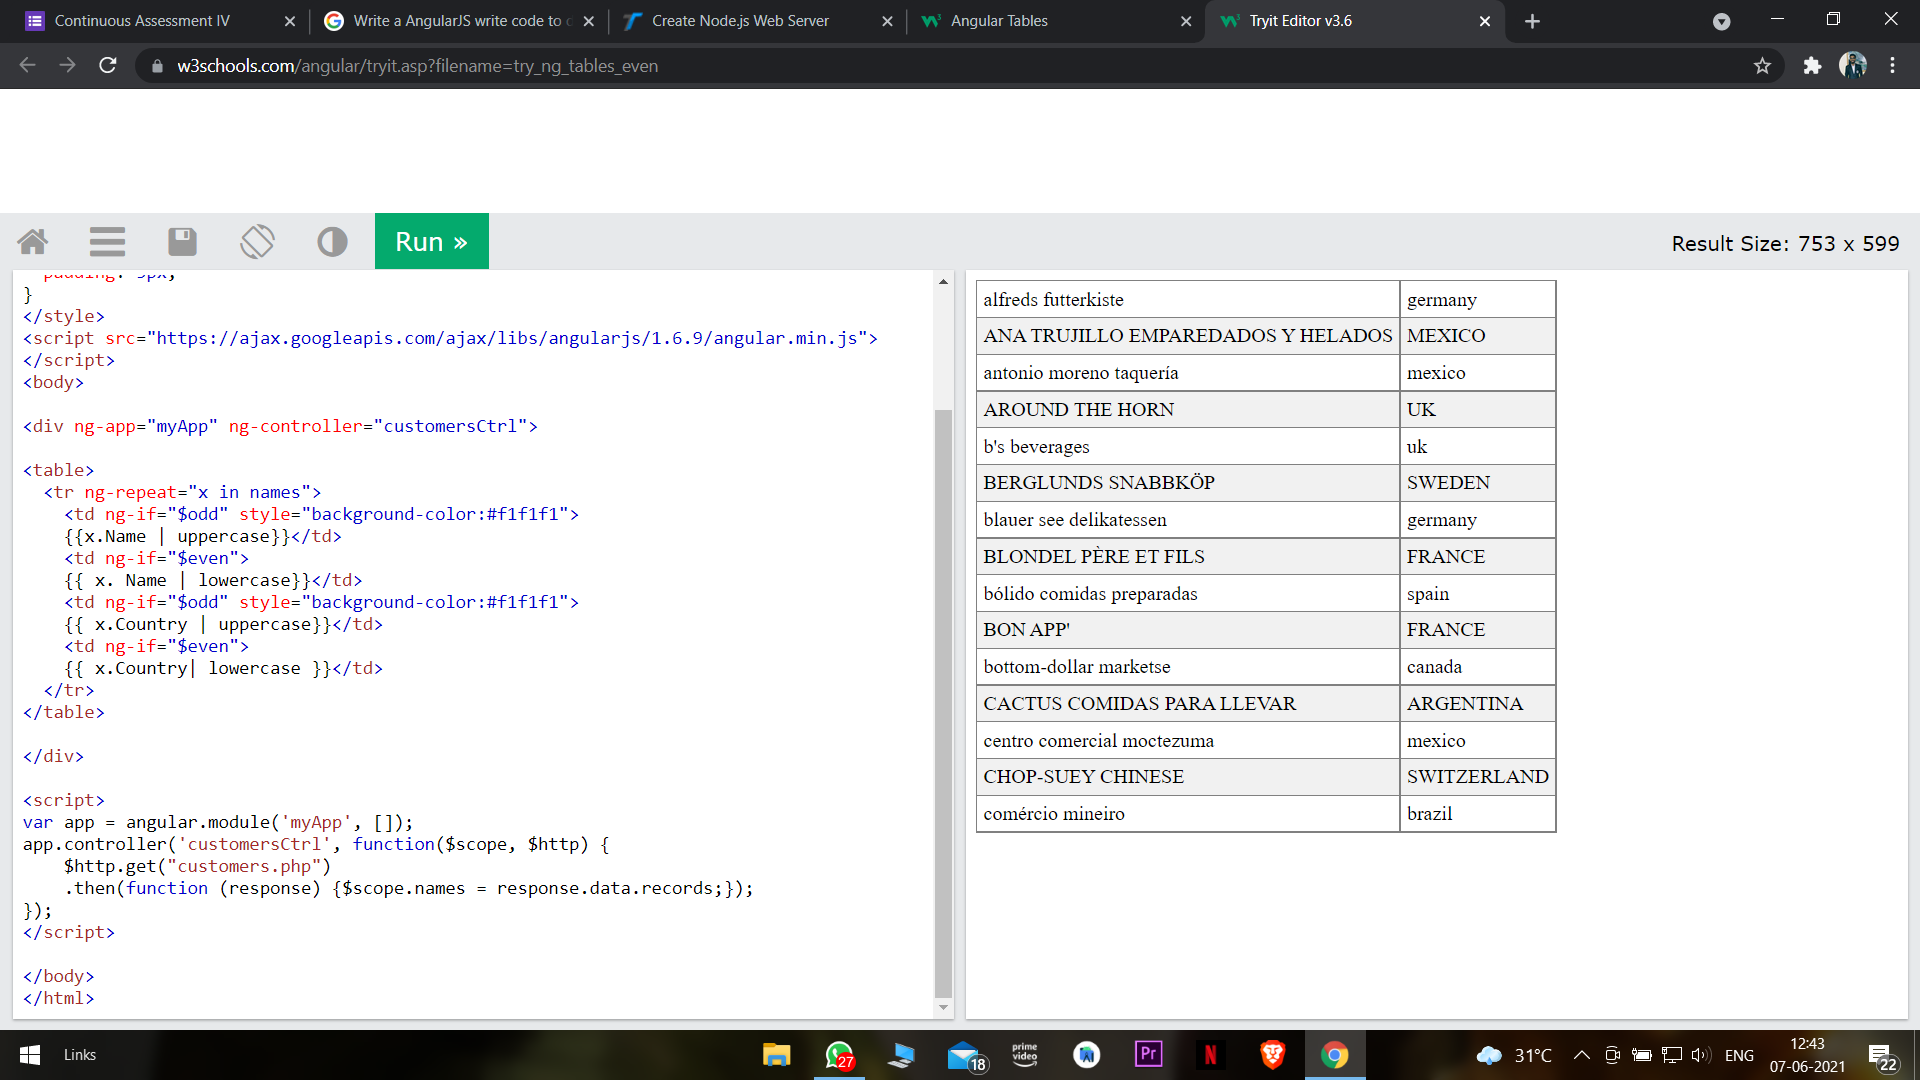 Continuous Assessment IV
Write a AngularJS write code to
Create Node.js Web Server
Angular Tables
Tryit Editor v3.6
w3schools.com/angular/tryit.asp?filename=try_ng_tables_even
Run »
Result Size: 753 x 599
padding: 5px;
}
</style>
<script src="https://ajax.googleapis.com/ajax/libs/angularjs/1.6.9/angular.min.js">
</script>
<body>
<div ng-app="myApp" ng-controller="customersCtrl">
<table>
<tr ng-repeat="x in names">
<td ng-if="$odd" style="background-color:#f1f1f1">
{{x.Name | uppercase}}</td>
<td ng-if="$even">
{{ x. Name | lowercase}}</td>
<td ng-if="$odd" style="background-color:#f1f1f1">
{{ x.Country | uppercase}}</td>
<td ng-if="$even">
{{ x.Country| lowercase }}</td>
</tr>
</table>
</div>
<script>
var app = angular.module('myApp', []);
app.controller('customersCtrl', function($scope, $http) {
$http.get("customers.php")
.then(function (response) {$scope.names = response.data.records;});
});
</script>
</body>
</html>
alfreds futterkiste germany
ANA TRUJILLO EMPAREDADOS Y HELADOS MEXICO
antonio moreno taquería mexico
AROUND THE HORN UK
b's beverages uk
BERGLUNDS SNABBKÖP SWEDEN
blauer see delikatessen germany
BLONDEL PÈRE ET FILS FRANCE
bólido comidas preparadas spain
BON APP' FRANCE
bottom-dollar marketse canada
CACTUS COMIDAS PARA LLEVAR ARGENTINA
centro comercial moctezuma mexico
CHOP-SUEY CHINESE SWITZERLAND
comércio mineiro brazil
Links
27
18
prime video
Pr
N
31°C
ENG
12:43
07-06-2021
22